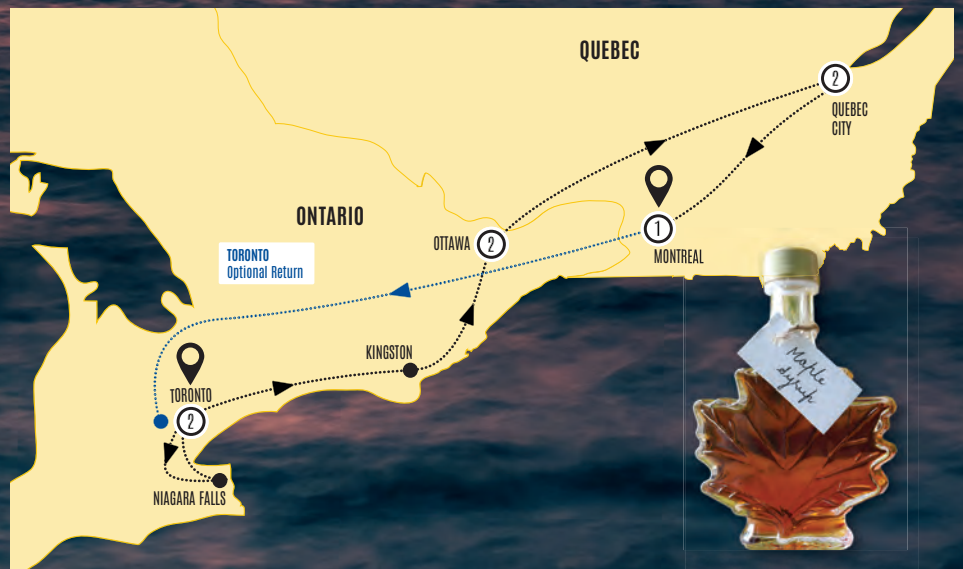 QUEBEC
2
QUEBEC
CITY
ONTARIO
OTTAWA
2
1
MONTREAL
TORONTO
Optional Return
KINGSTON
TORONTO
2
NIAGARA FALLS
Maple
syrup